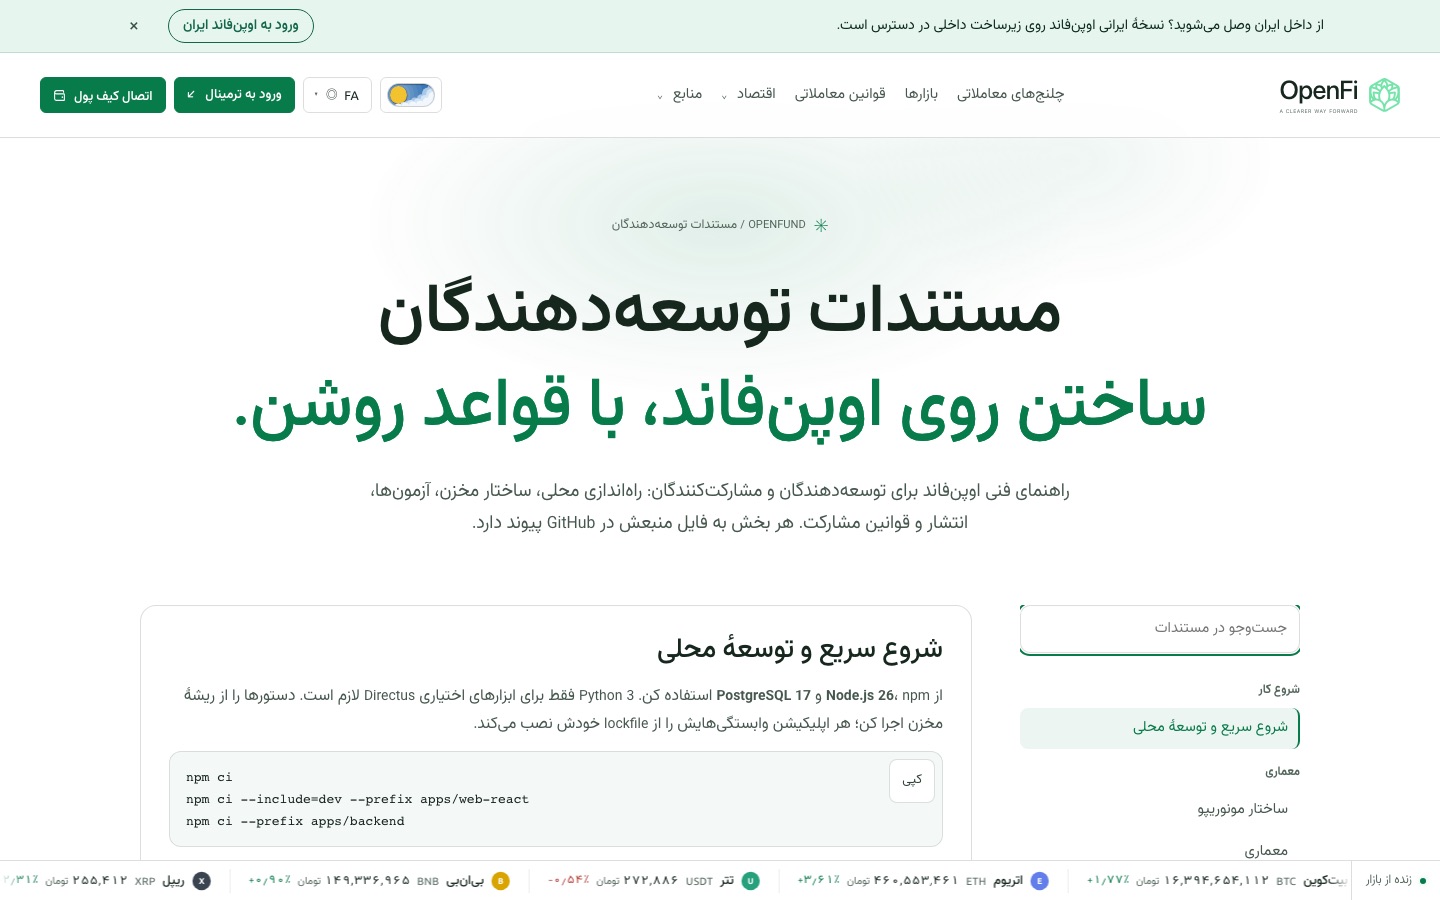 از داخل ایران وصل می‌شوید؟ نسخهٔ ایرانی اوپن‌فاند روی زیرساخت داخلی در دسترس است.
ورود به اوپن‌فاند ایران
×
OpenFi
A CLEARER WAY FORWARD
چلنج‌های معاملاتی
بازارها
قوانین معاملاتی
اقتصاد
منابع
FA
ورود به ترمینال
اتصال کیف پول
OPENFUND / مستندات توسعه‌دهندگان
مستندات توسعه‌دهندگان
ساختن روی اوپن‌فاند، با قواعد روشن.
راهنمای فنی اوپن‌فاند برای توسعه‌دهندگان و مشارکت‌کنندگان: راه‌اندازی محلی، ساختار مخزن، آزمون‌ها،
انتشار و قوانین مشارکت. هر بخش به فایل منبعش در GitHub پیوند دارد.
جست‌وجو در مستندات
شروع کار
شروع سریع و توسعهٔ محلی
معماری
ساختار مونوریپو
معماری
شروع سریع و توسعهٔ محلی
از Node.js 26، npm و PostgreSQL 17 استفاده کن. Python 3 فقط برای ابزارهای اختیاری Directus لازم است. دستورها را از ریشهٔ
مخزن اجرا کن؛ هر اپلیکیشن وابستگی‌هایش را از lockfile خودش نصب می‌کند.
کپی
npm ci
npm ci --include=dev --prefix apps/web-react
npm ci --prefix apps/backend
زنده از بازار
بیت‌کوین BTC ۱۶,۳۹۴,۶۵۴,۱۱۲ تومان +۱٫۷۷٪
E اتریوم ETH ۴۶۰,۵۵۳,۴۶۱ تومان +۳٫۶۱٪
U تتر USDT ۲۷۲,۸۸۶ تومان -۰٫۵۴٪
B بی‌ان‌بی BNB ۱۴۹,۳۳۶,۹۶۵ تومان +۰٫۹۰٪
X ریپل XRP ۲۵۵,۴۱۲ تومان ۲٫۳۱٪